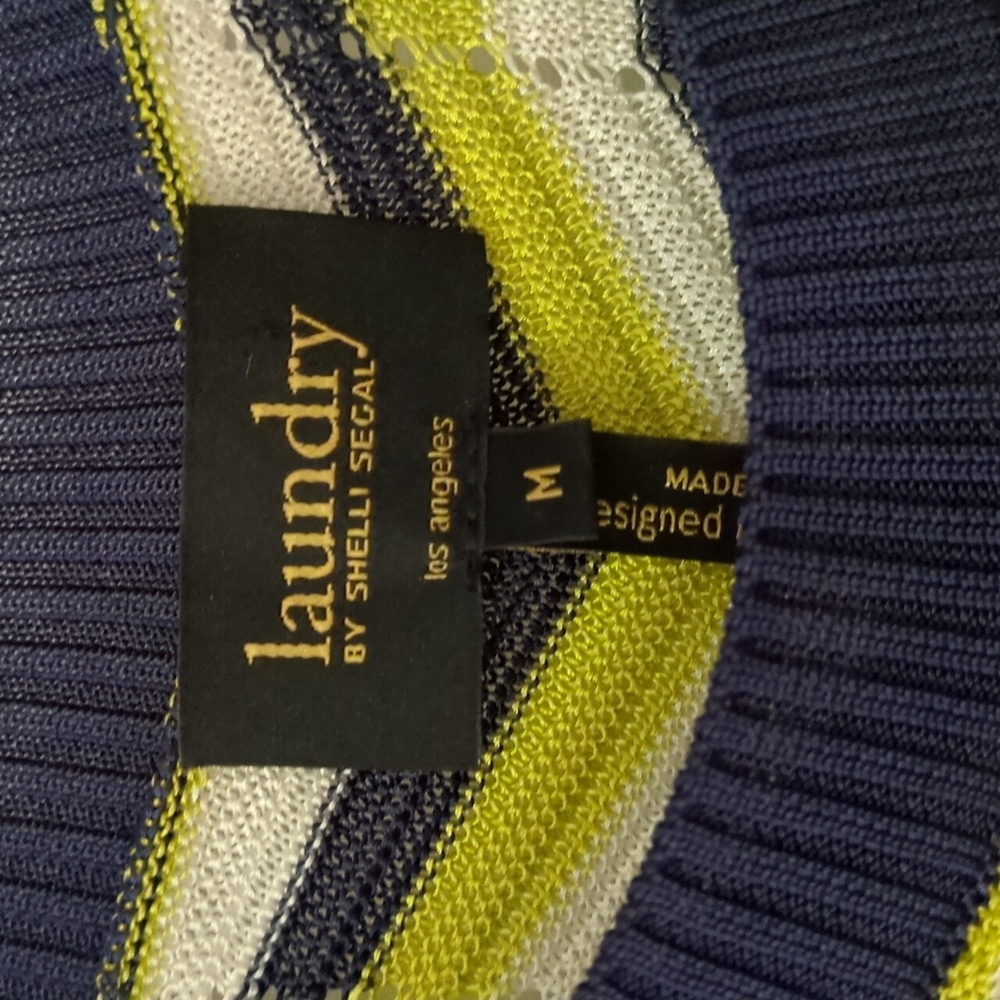 laundry
BY SHELLI SEGAL
los angeles
M
MADE
esigned